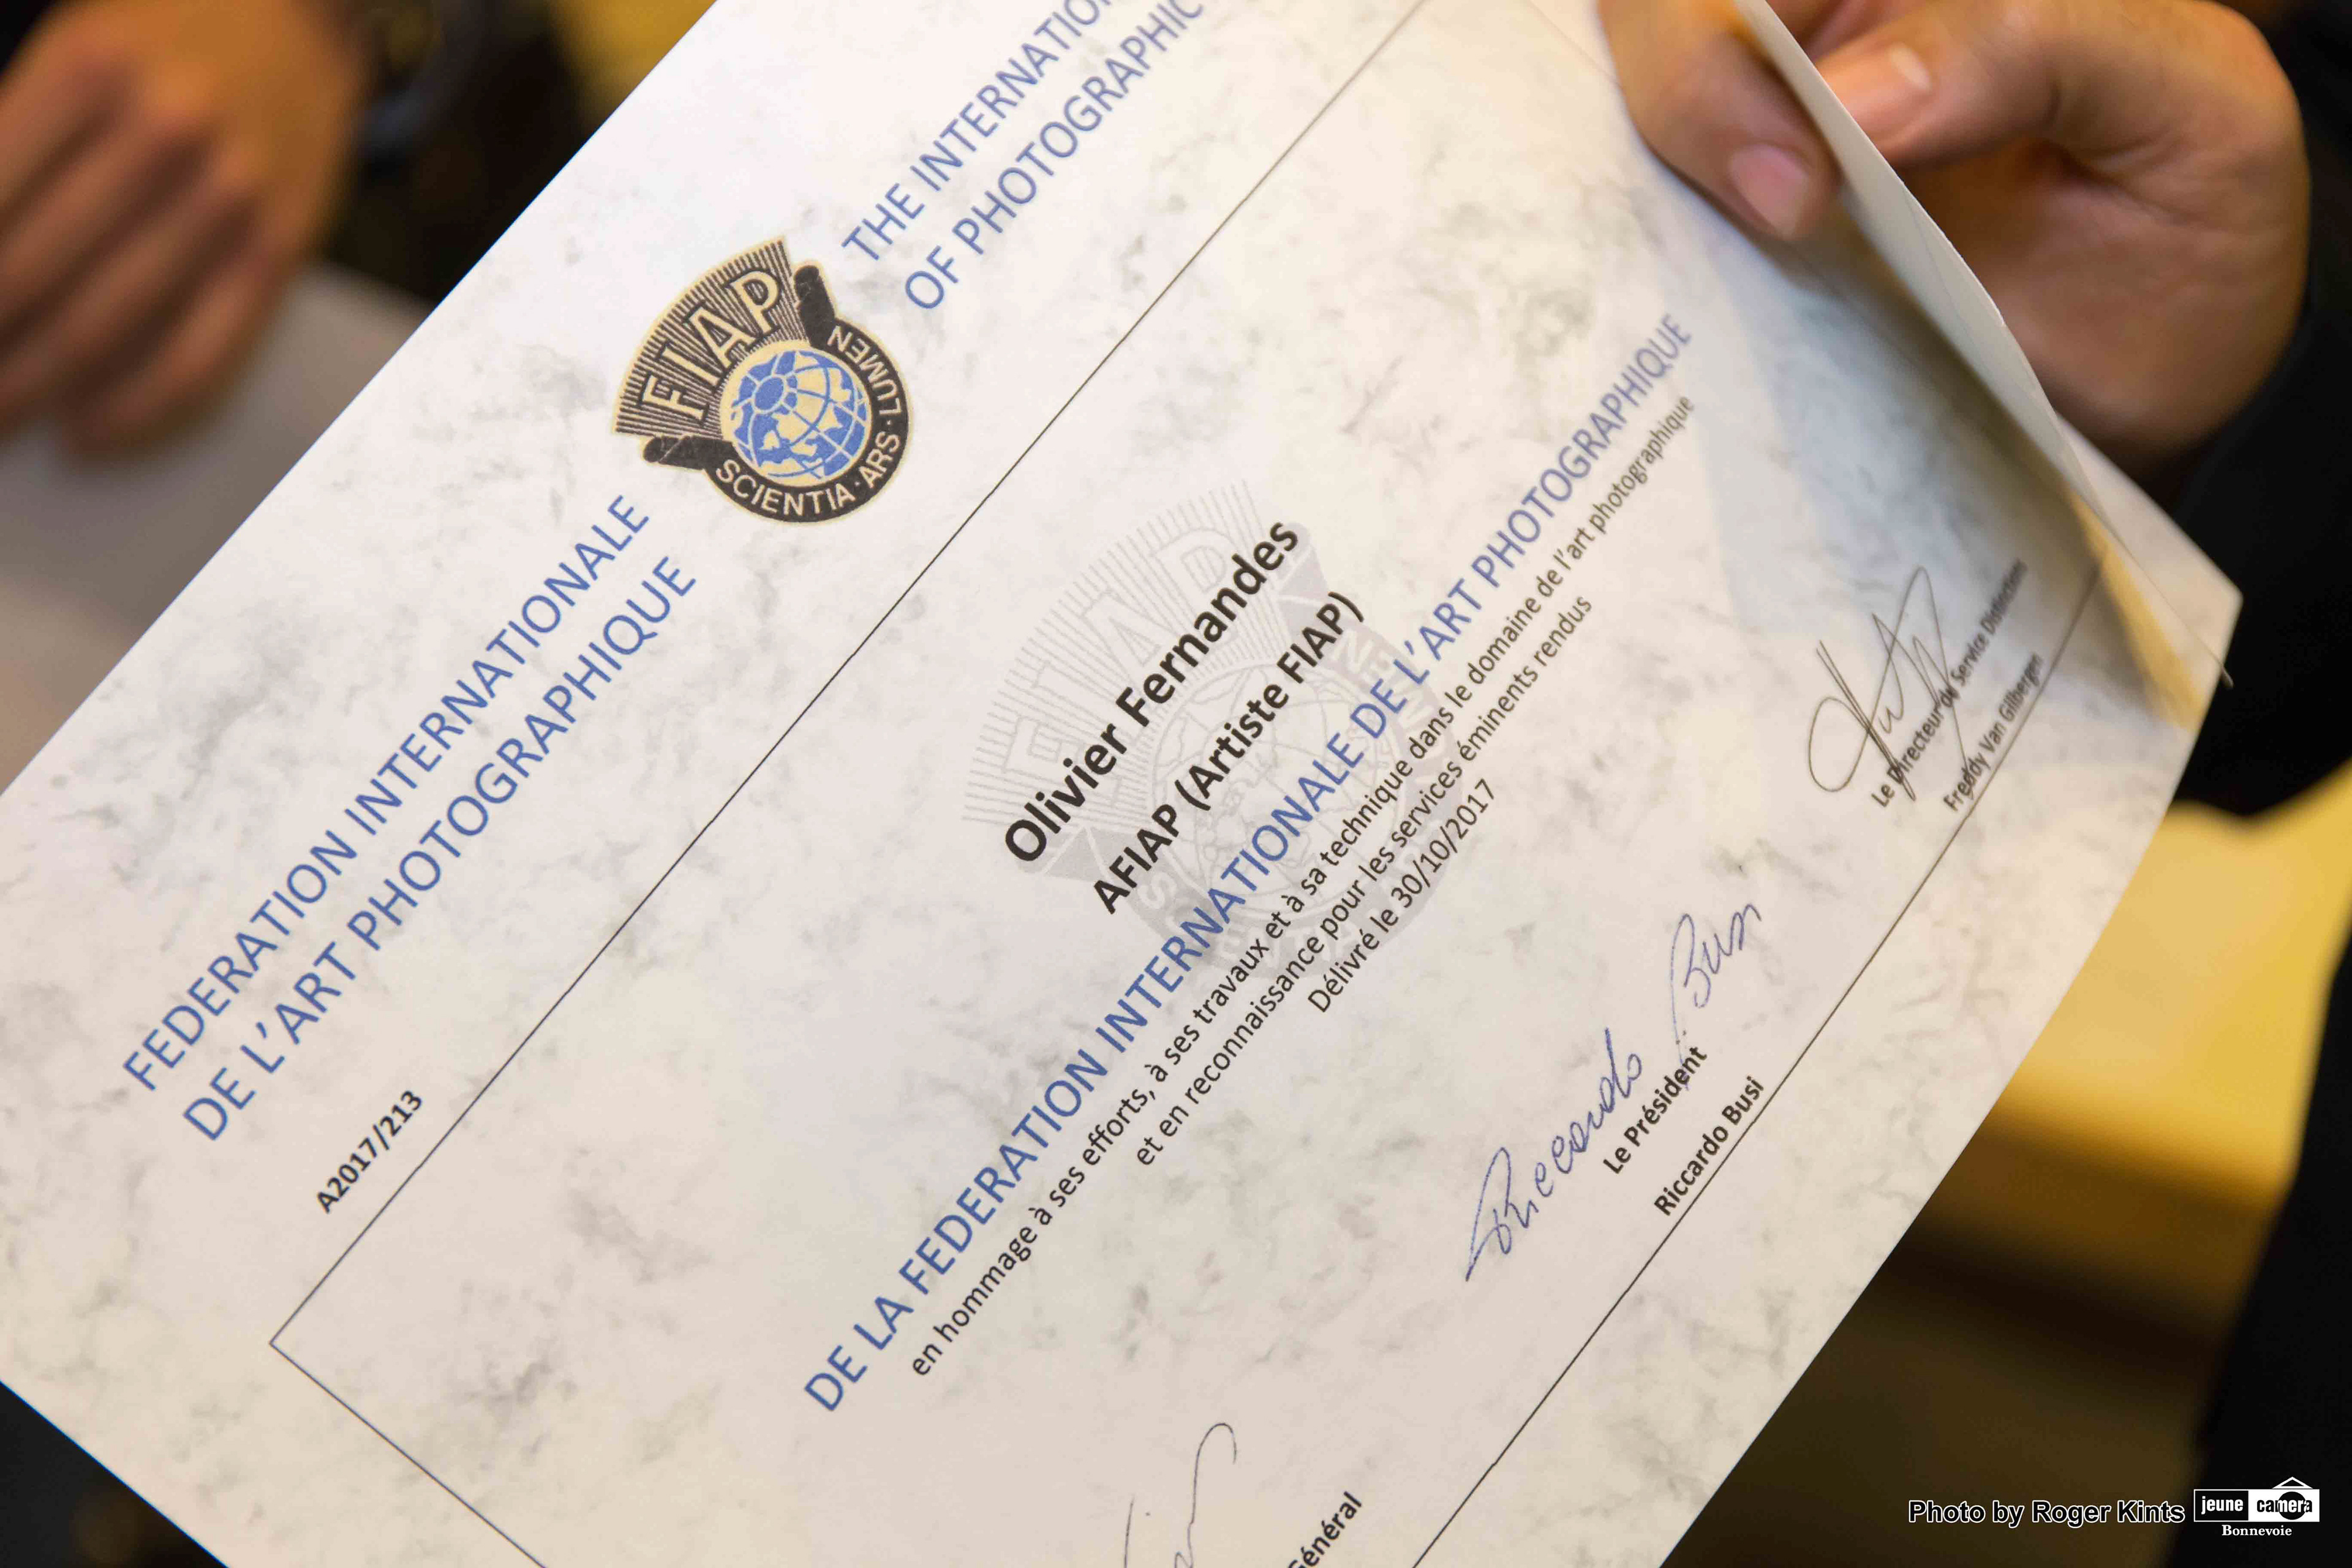 FEDERATION INTERNATIONALE
DE L'ART PHOTOGRAPHIQUE
FIAP
SCIENTIA · ARS · LUMEN
THE INTERNATIO
OF PHOTOGRAPHIC
A2017/213
Olivier Fernandes
AFIAP (Artiste FIAP)
DE LA FEDERATION INTERNATIONALE DE L'ART PHOTOGRAPHIQUE
en hommage à ses efforts, à ses travaux et à sa technique dans le domaine de l'art photographique
et en reconnaissance pour les services éminents rendus
Délivré le 30/10/2017
Général
Riccardo Busi
Le Président
Riccardo Busi
Le Directeur du Service Distinctions
Freddy Van Gilbergen
Photo by Roger Kints
jeune camera
Bonnevoie